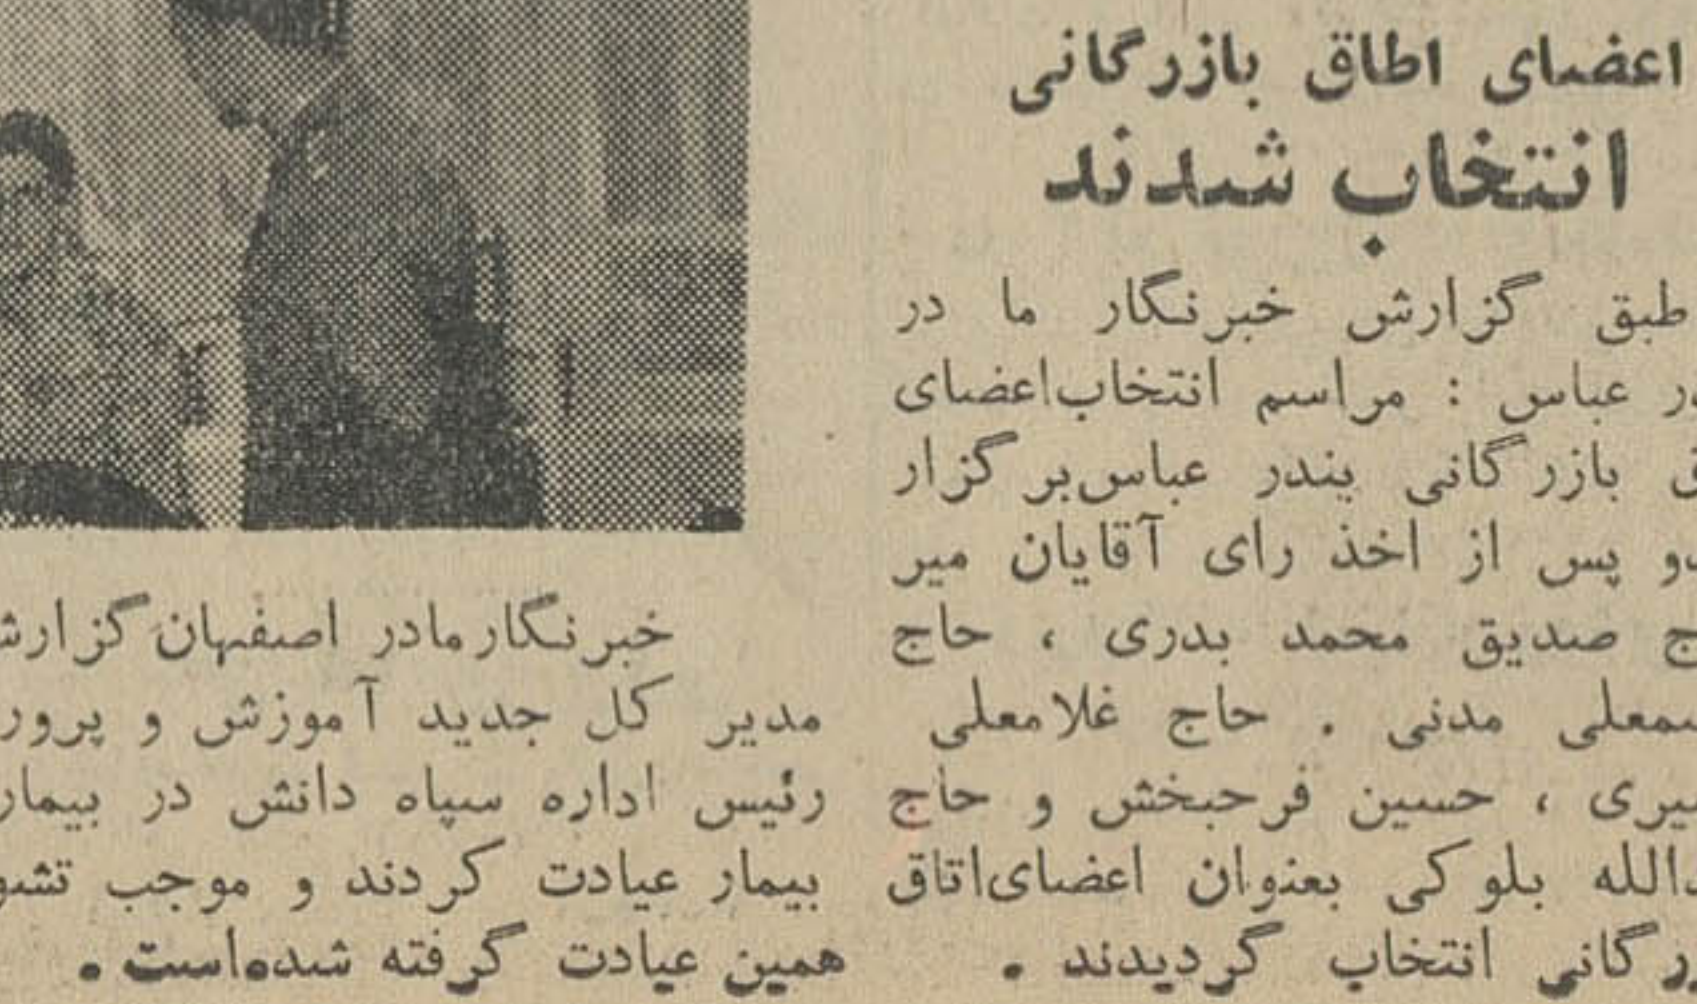 اعضای اطاق بازرگانی
انتخاب شدند
طبق گزارش خبرنگار ما در
عباس : مراسم انتخاب اعضای
بازرگانی بندر عباس برگزار
پس از اخذ رای آقایان میر
صدیق محمد بدری ، حاج
مدنی . حاج غلامعلی
، حسین فرحبخش و حاج
بلوکی بعنوان اعضای اتاق
انتخاب گردیدند .
خبرنگار ما در اصفهان گزارش
مدیر کل جدید آموزش و
رئیس اداره سپاه دانش در
بیمار عیادت کردند و موجب
همین عیادت گرفته شده است .